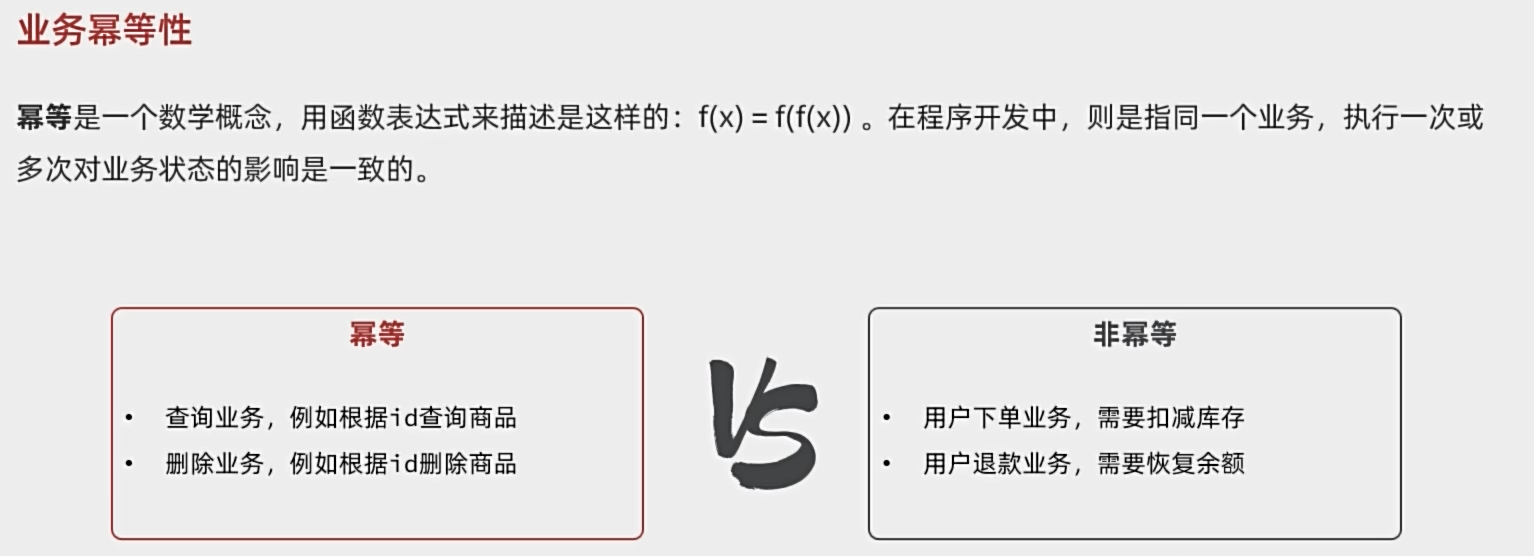 业务幂等性
幂等是一个数学概念，用函数表达式来描述是这样的：f(x) = f(f(x)) 。在程序开发中，则是指同一个业务，执行一次或
多次对业务状态的影响是一致的。
幂等
• 查询业务，例如根据id查询商品
• 删除业务，例如根据id删除商品
VS
非幂等
• 用户下单业务，需要扣减库存
• 用户退款业务，需要恢复余额